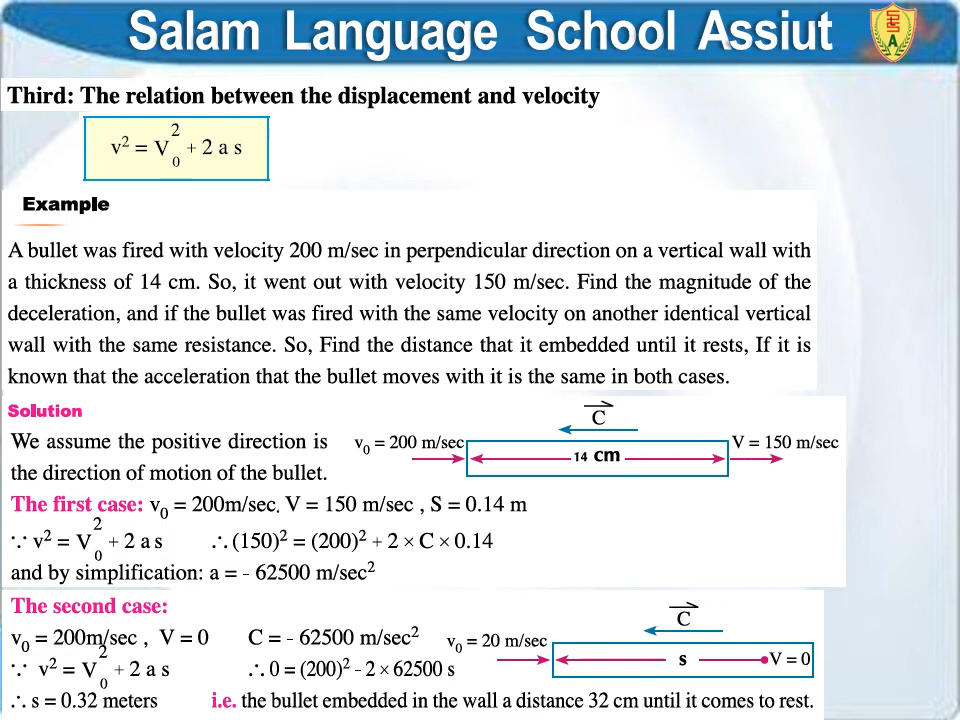 Salam Language School Assiut
A
Third: The relation between the displacement and velocity
v² = V₀² + 2 a s
Example
A bullet was fired with velocity 200 m/sec in perpendicular direction on a vertical wall with
a thickness of 14 cm. So, it went out with velocity 150 m/sec. Find the magnitude of the
deceleration, and if the bullet was fired with the same velocity on another identical vertical
wall with the same resistance. So, Find the distance that it embedded until it rests, If it is
known that the acceleration that the bullet moves with it is the same in both cases.
Solution
We assume the positive direction is
the direction of motion of the bullet.
C
v₀ = 200 m/sec 14 cm V = 150 m/sec
The first case: v₀ = 200m/sec, V = 150 m/sec , S = 0.14 m
∵ v² = V₀² + 2 a s ∴ (150)² = (200)² + 2 × C × 0.14
and by simplification: a = - 62500 m/sec²
The second case:
v₀ = 200m/sec , V = 0 C = - 62500 m/sec²
C
v₀ = 20 m/sec s V = 0
∵ v² = V₀² + 2 a s ∴ 0 = (200)² - 2 × 62500 s
∴ s = 0.32 meters i.e. the bullet embedded in the wall a distance 32 cm until it comes to rest.